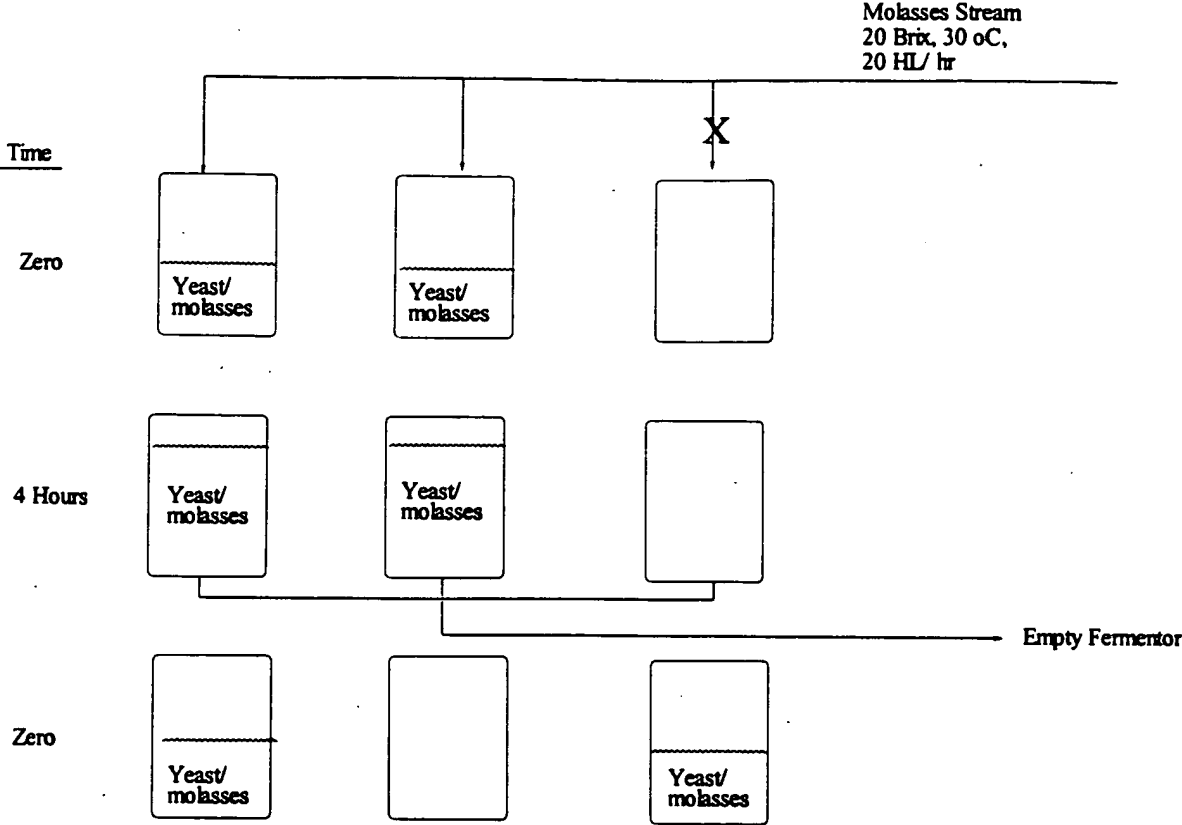 Molasses Stream
20 Brix, 30 oC,
20 HL/ hr
X
Time
Zero
Yeast/
molasses
Yeast/
molasses
4 Hours
Yeast/
molasses
Yeast/
molasses
Empty Fermentor
Zero
Yeast/
molasses
Yeast/
molasses